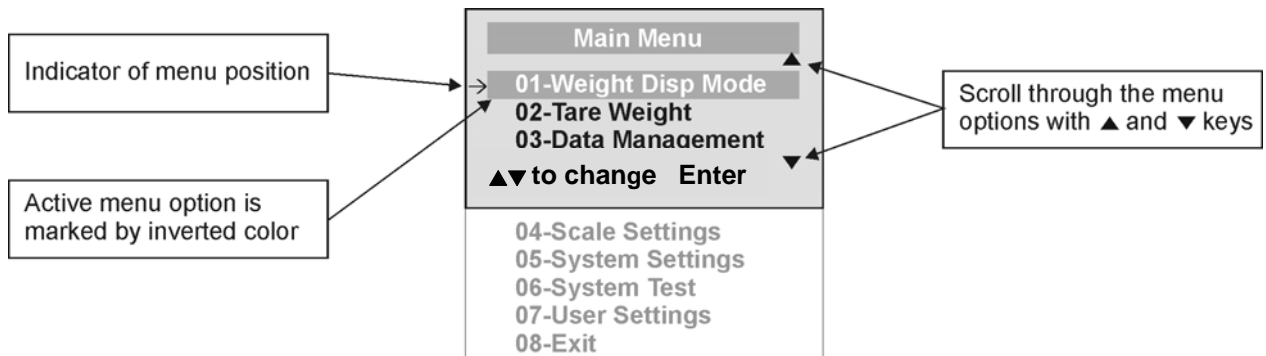 Indicator of menu position
Active menu option is
marked by inverted color
Main Menu
▲
→ 01-Weight Disp Mode
02-Tare Weight
03-Data Management
▼
▲▼ to change Enter
04-Scale Settings
05-System Settings
06-System Test
07-User Settings
08-Exit
Scroll through the menu
options with ▲ and ▼ keys